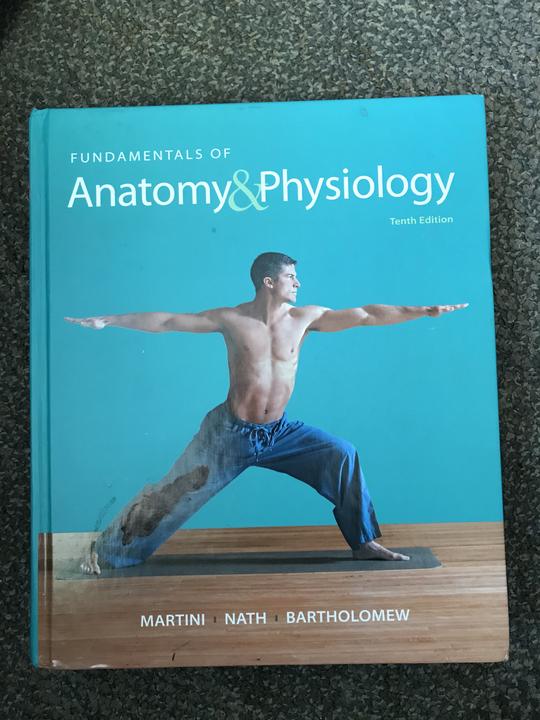 FUNDAMENTALS OF
Anatomy&Physiology
Tenth Edition
MARTINI | NATH | BARTHOLOMEW